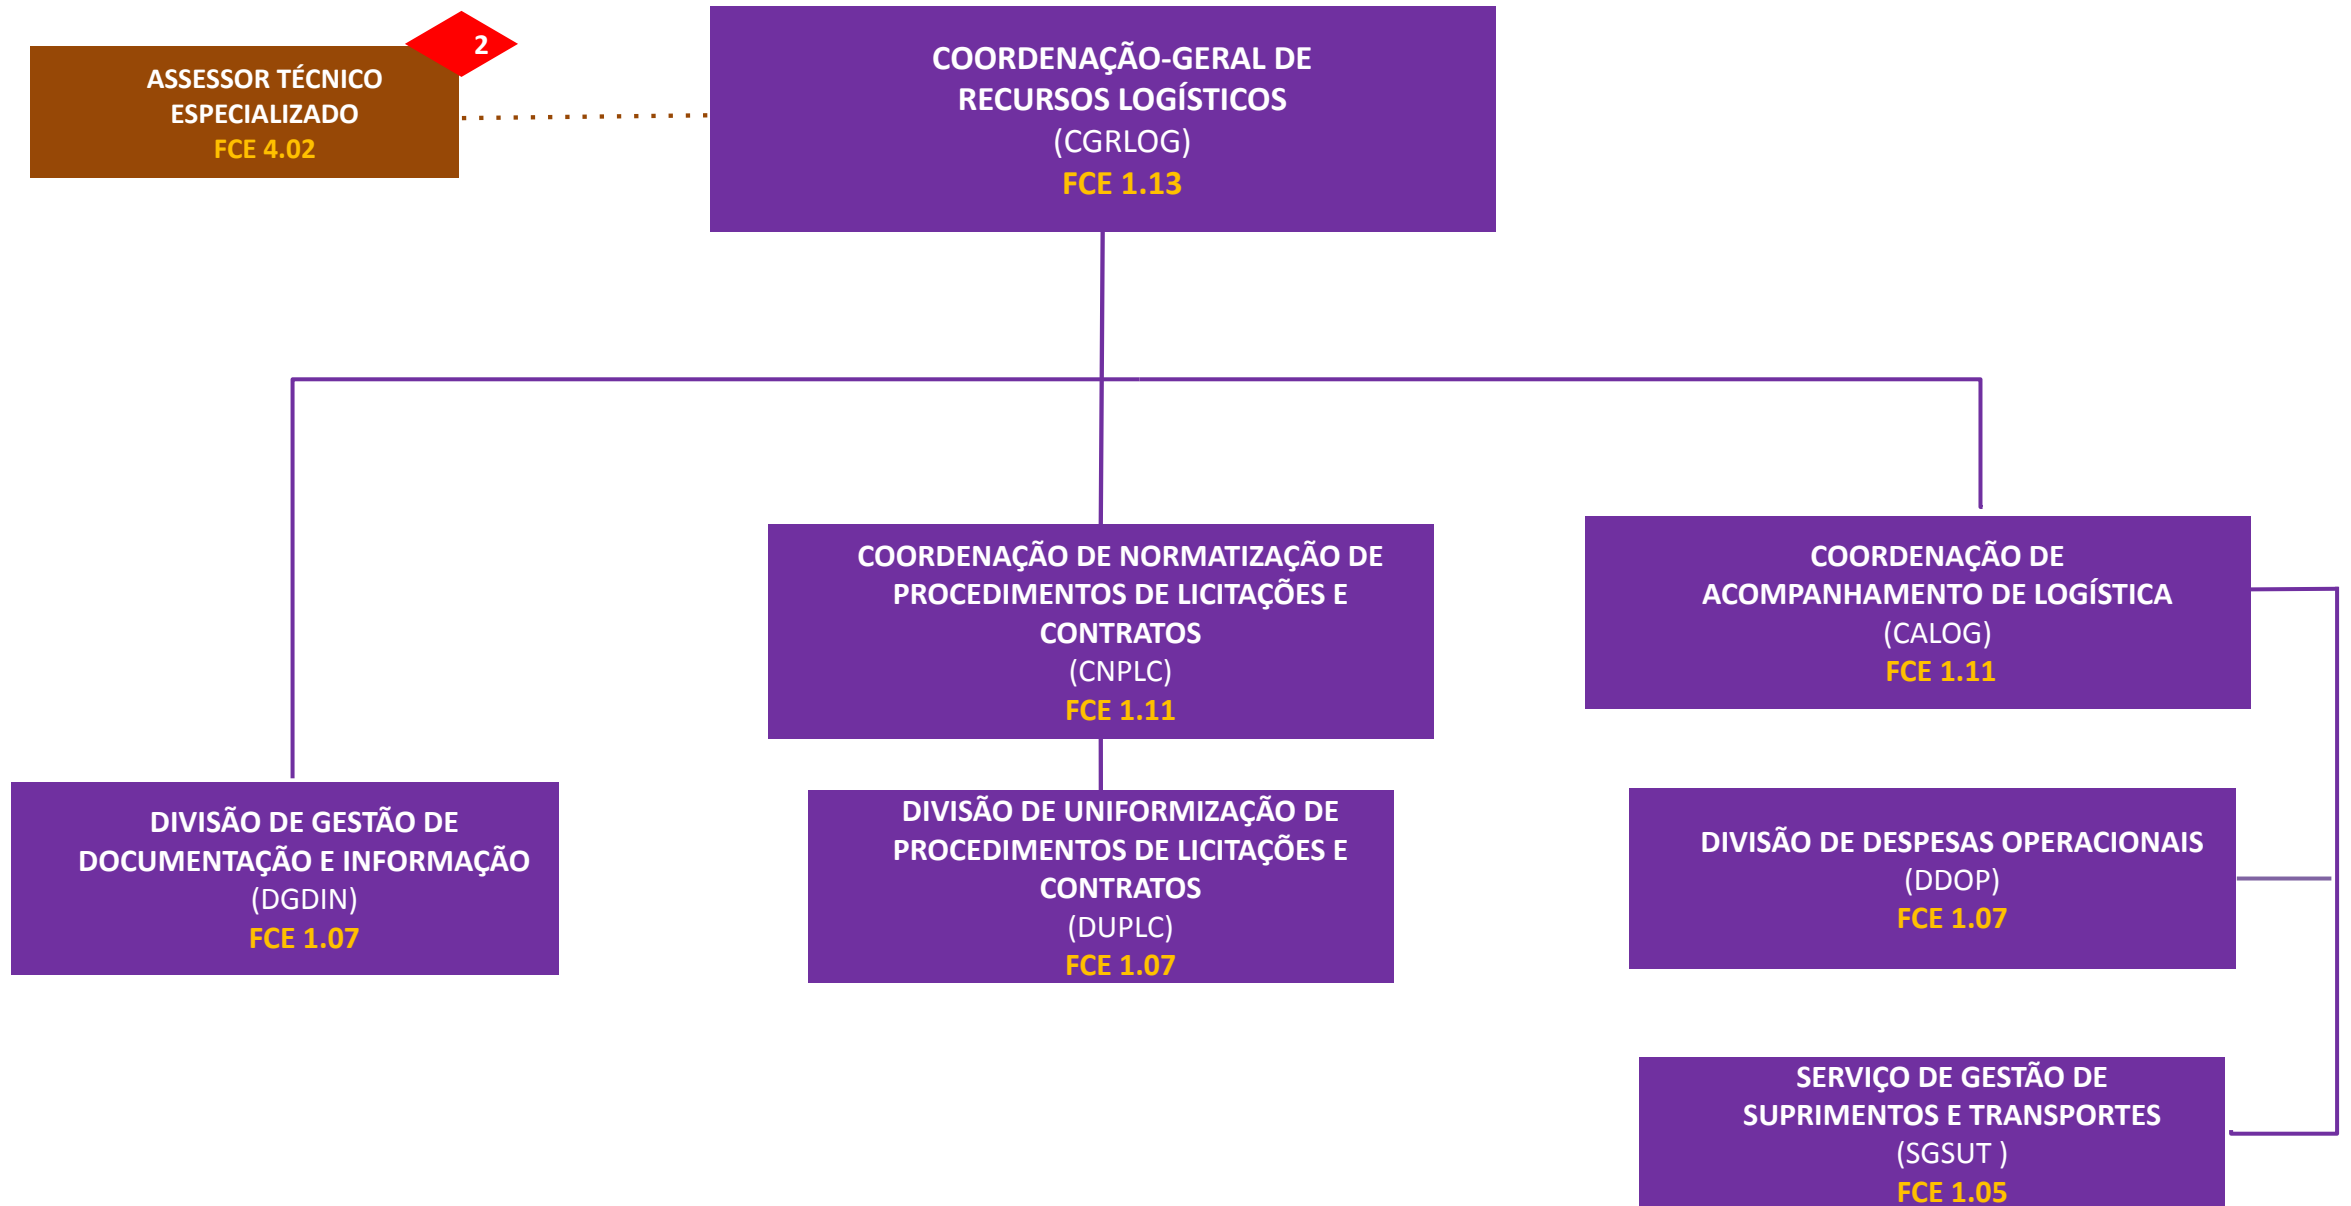 2
ASSESSOR TÉCNICO
ESPECIALIZADO
FCE 4.02
COORDENAÇÃO-GERAL DE
RECURSOS LOGÍSTICOS
(CGRLOG)
FCE 1.13
DIVISÃO DE GESTÃO DE
DOCUMENTAÇÃO E INFORMAÇÃO
(DGDIN)
FCE 1.07
COORDENAÇÃO DE NORMATIZAÇÃO DE
PROCEDIMENTOS DE LICITAÇÕES E
CONTRATOS
(CNPLC)
FCE 1.11
DIVISÃO DE UNIFORMIZAÇÃO DE
PROCEDIMENTOS DE LICITAÇÕES E
CONTRATOS
(DUPLC)
FCE 1.07
COORDENAÇÃO DE
ACOMPANHAMENTO DE LOGÍSTICA
(CALOG)
FCE 1.11
DIVISÃO DE DESPESAS OPERACIONAIS
(DDOP)
FCE 1.07
SERVIÇO DE GESTÃO DE
SUPRIMENTOS E TRANSPORTES
(SGSUT )
FCE 1.05